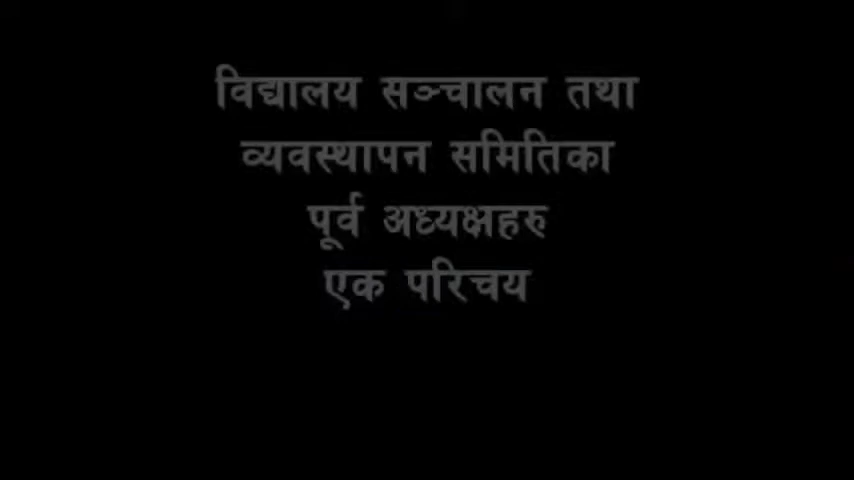 विद्यालय सञ्चालन तथा
व्यवस्थापन समितिका
पूर्व अध्यक्षहरु
एक परिचय